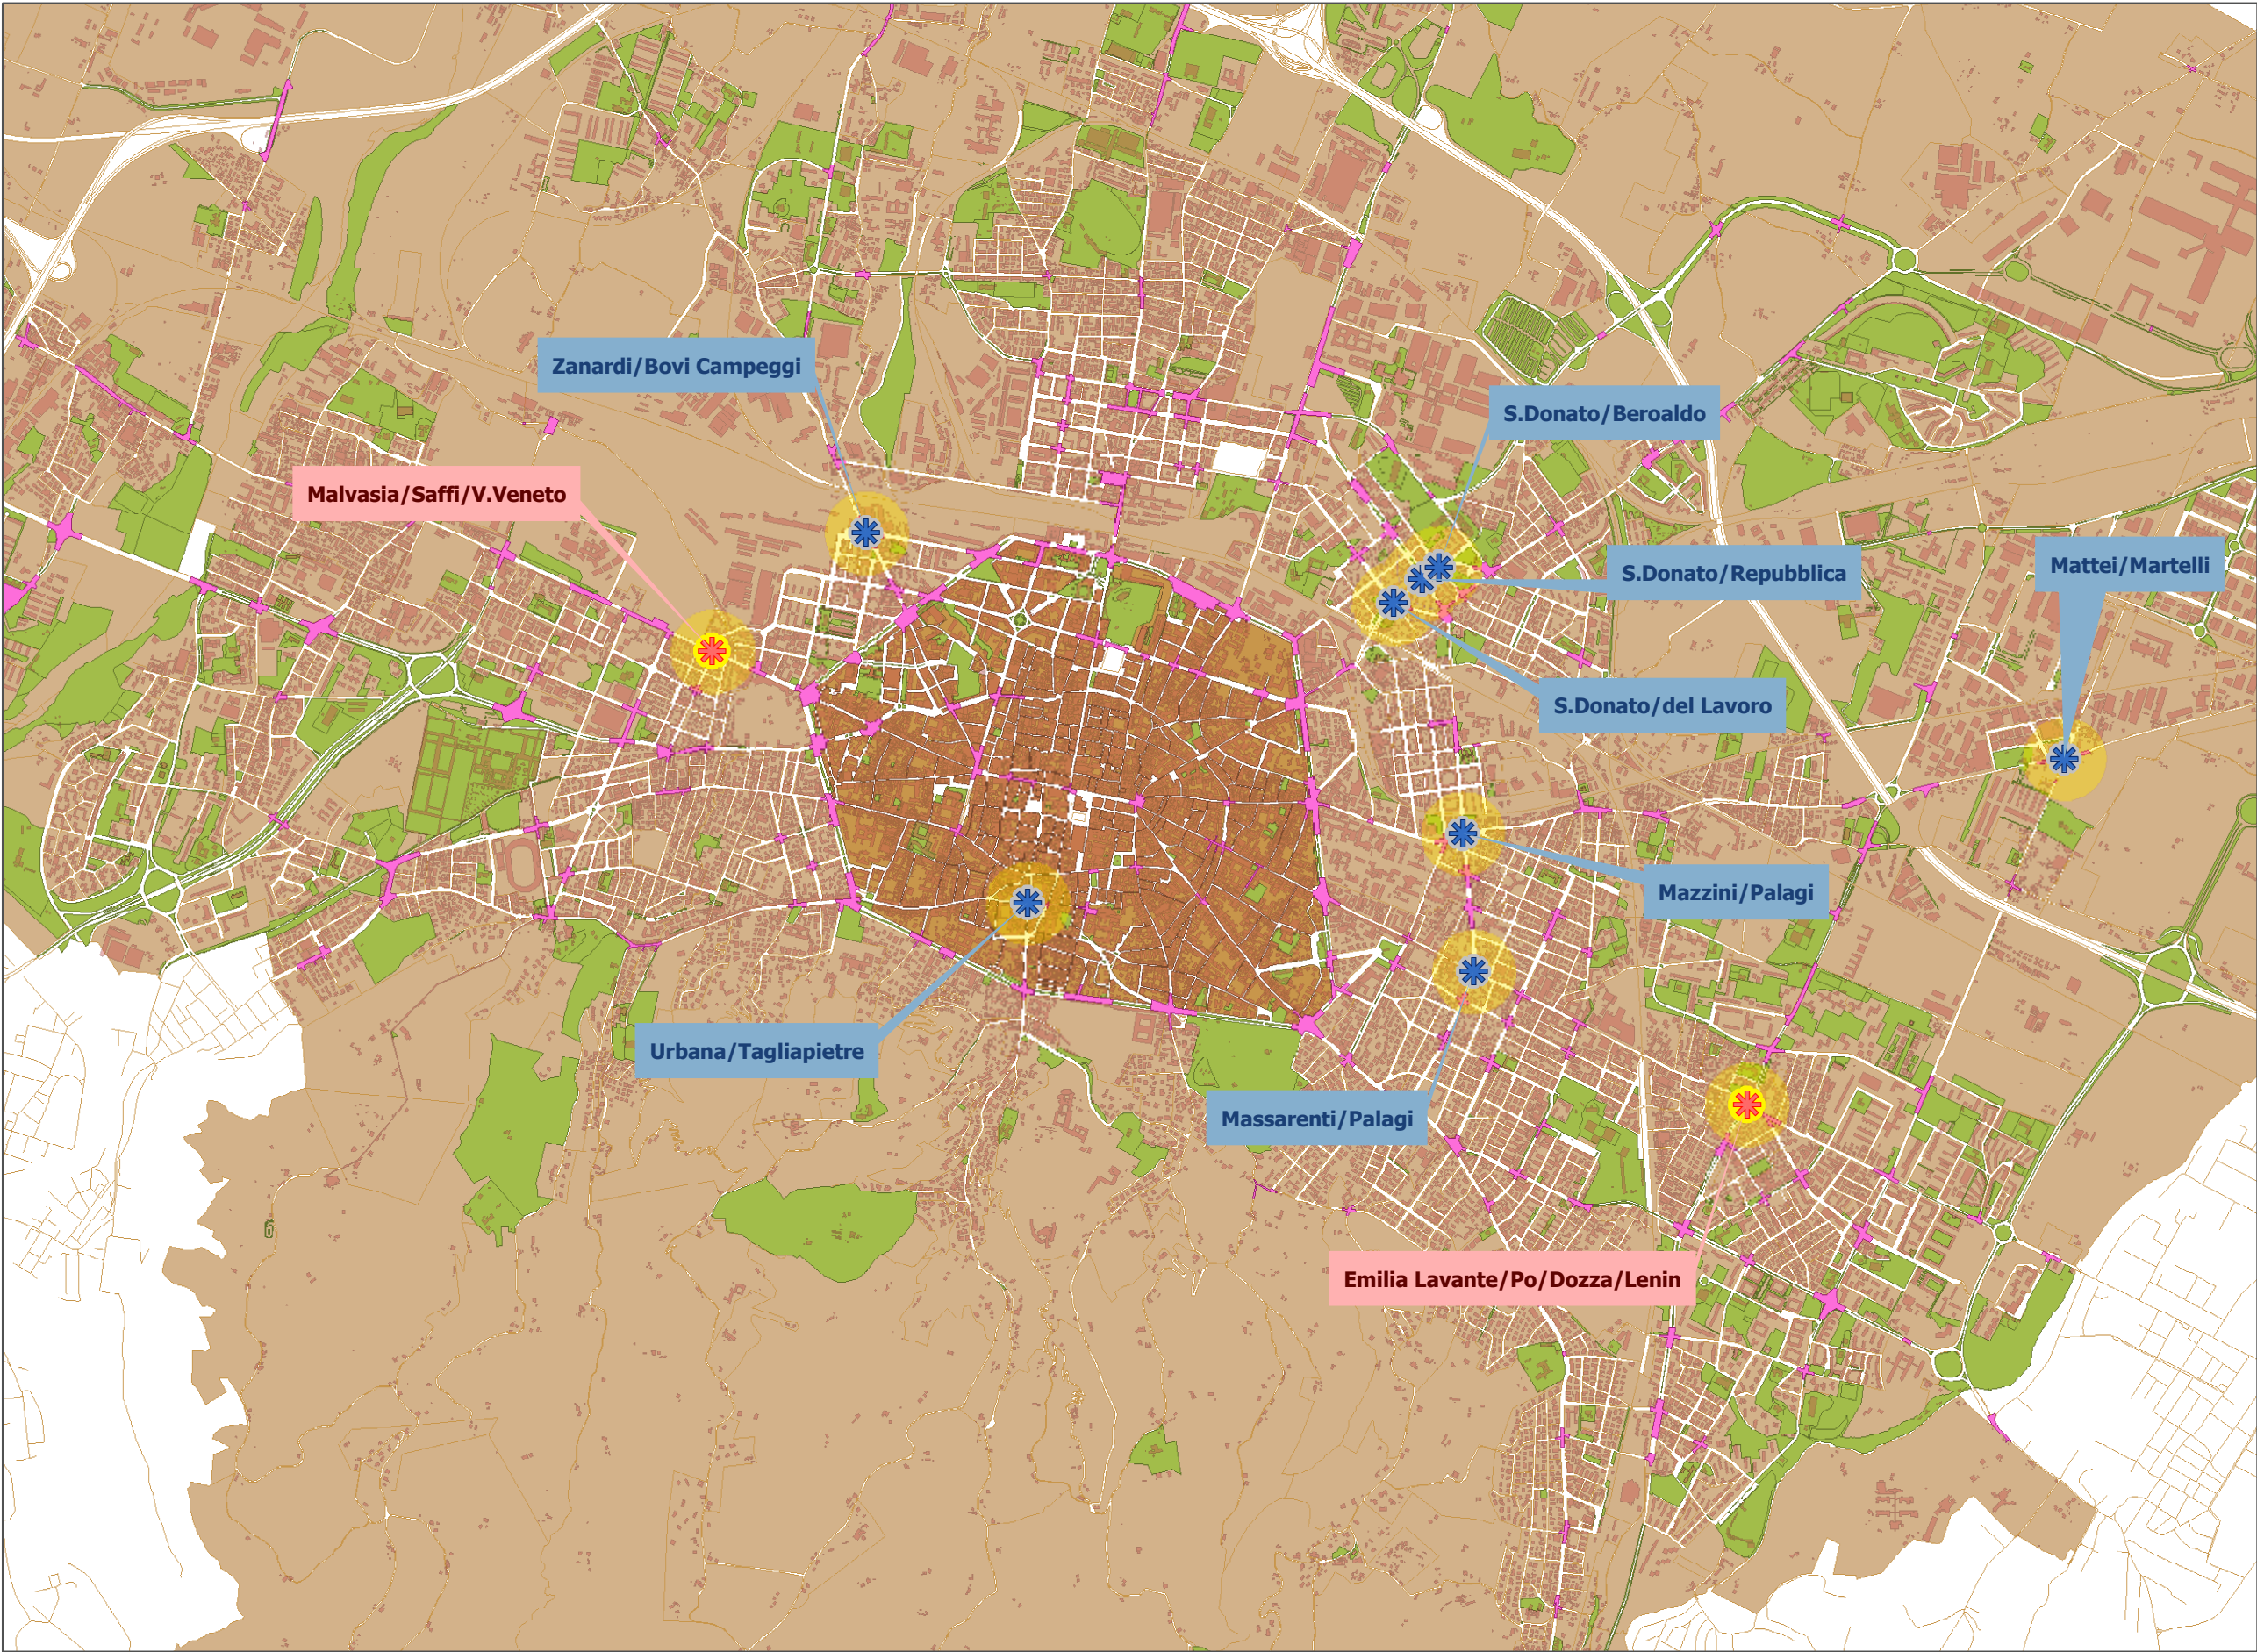 Zanardi/Bovi Campeggi
S.Donato/Beroaldo
Malvasia/Saffi/V.Veneto
S.Donato/Repubblica
Mattei/Martelli
S.Donato/del Lavoro
Mazzini/Palagi
Urbana/Tagliapietre
Massarenti/Palagi
Emilia Lavante/Po/Dozza/Lenin